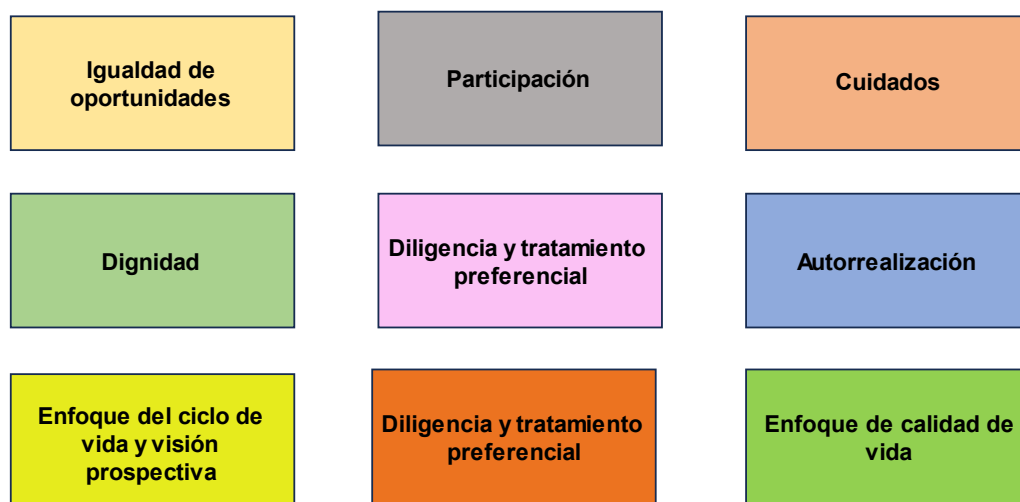 Igualdad de
oportunidades
Participación
Cuidados
Dignidad
Diligencia y tratamiento
preferencial
Autorrealización
Enfoque del ciclo de
vida y visión
prospectiva
Diligencia y tratamiento
preferencial
Enfoque de calidad de
vida